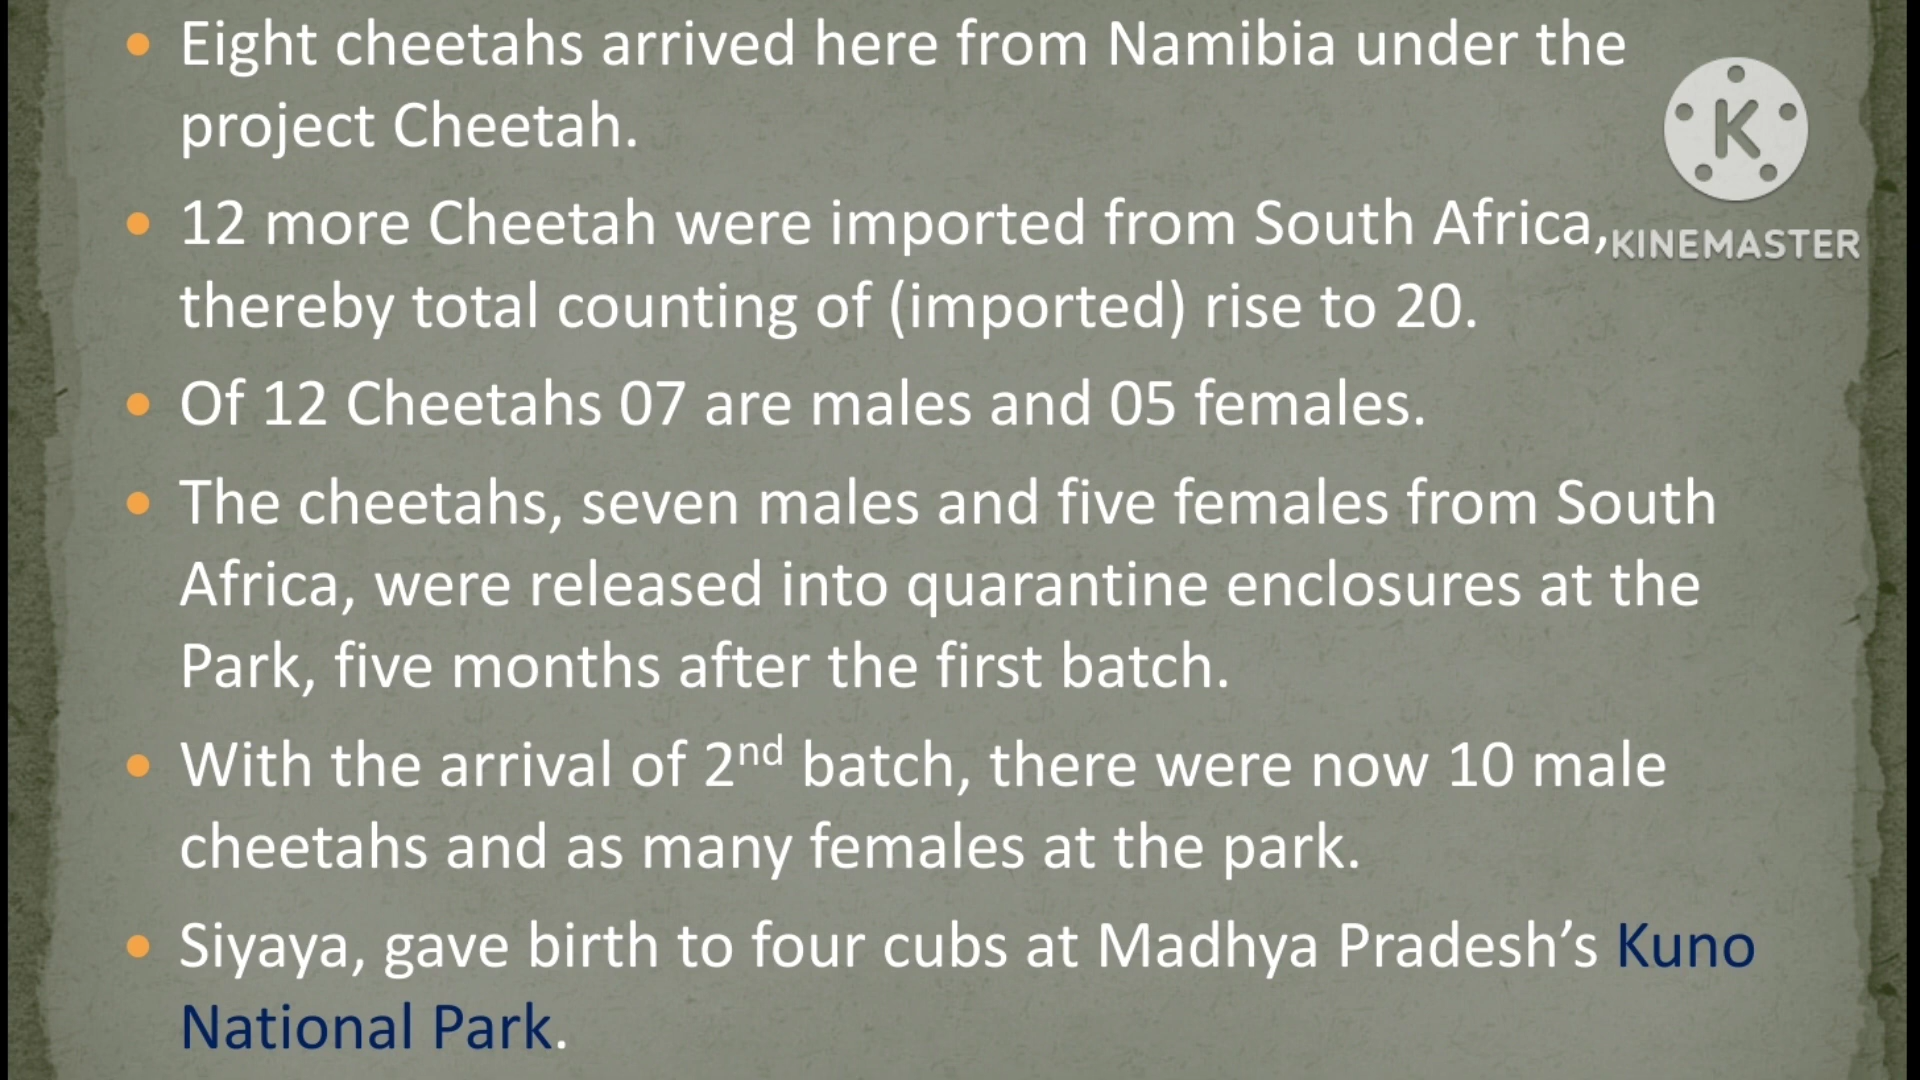 Eight cheetahs arrived here from Namibia under the
project Cheetah.
K
KINEMASTER
12 more Cheetah were imported from South Africa,
thereby total counting of (imported) rise to 20.
Of 12 Cheetahs 07 are males and 05 females.
The cheetahs, seven males and five females from South
Africa, were released into quarantine enclosures at the
Park, five months after the first batch.
With the arrival of 2nd batch, there were now 10 male
cheetahs and as many females at the park.
Siyaya, gave birth to four cubs at Madhya Pradesh’s Kuno
National Park.